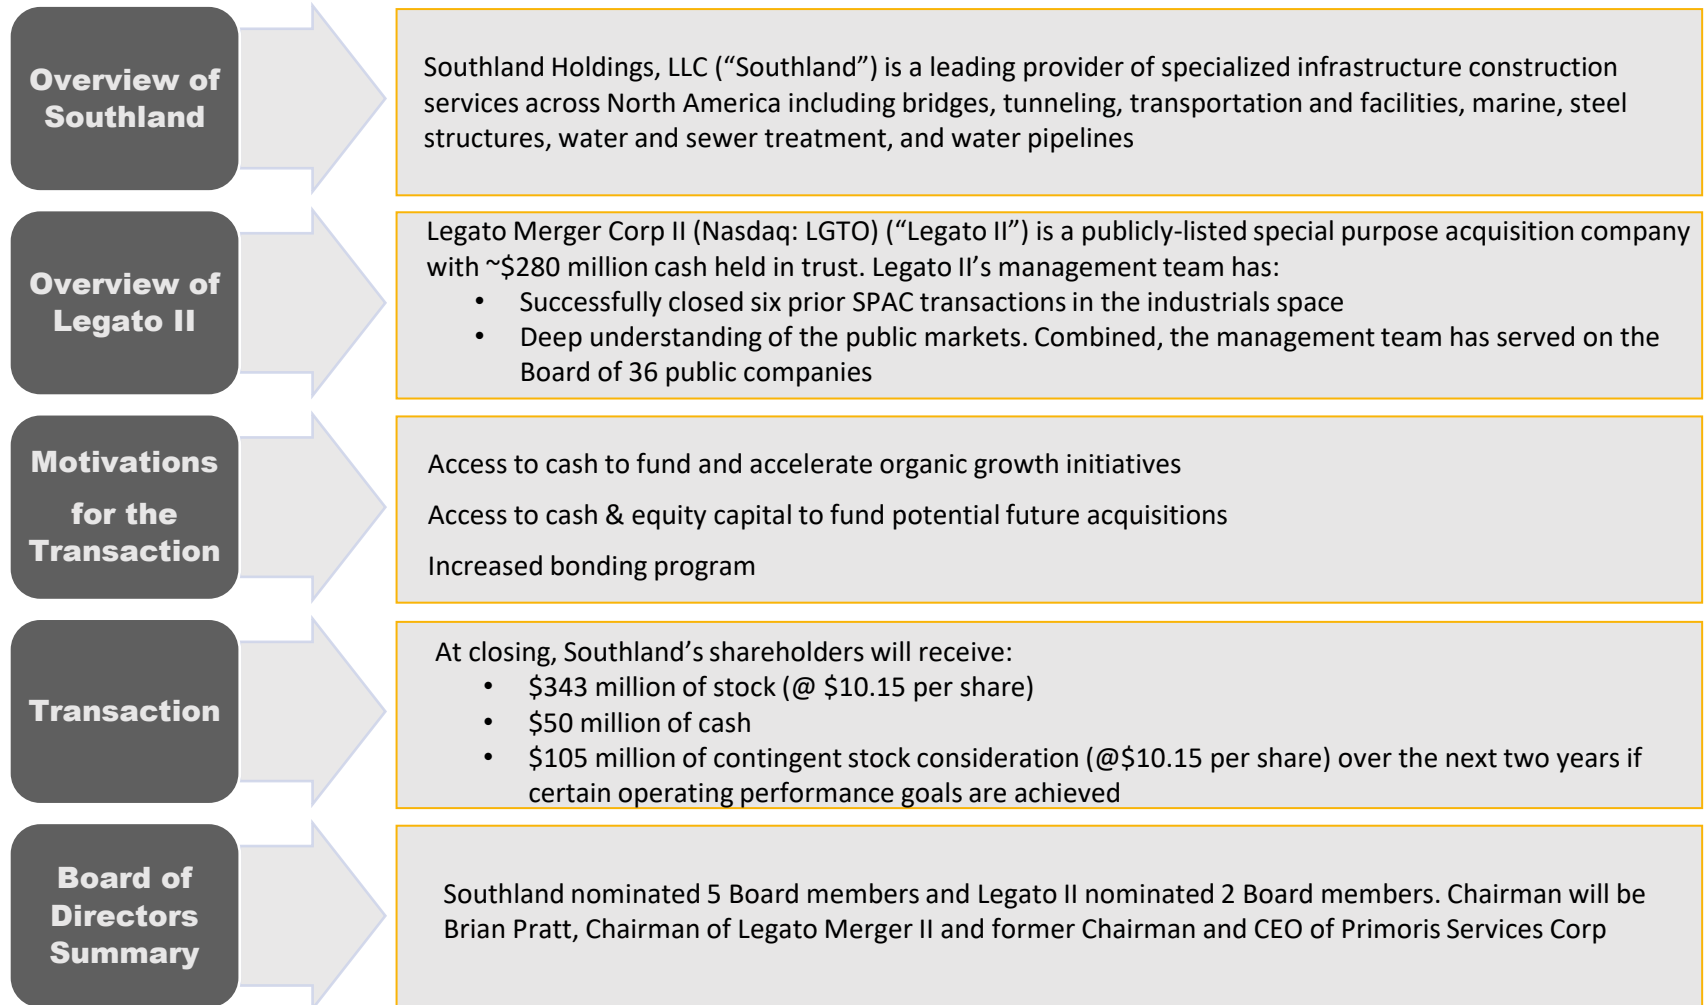 Overview of
Southland
Southland Holdings, LLC (“Southland”) is a leading provider of specialized infrastructure construction
services across North America including bridges, tunneling, transportation and facilities, marine, steel
structures, water and sewer treatment, and water pipelines
Overview of
Legato II
Legato Merger Corp II (Nasdaq: LGTO) (“Legato II”) is a publicly-listed special purpose acquisition company
with ~$280 million cash held in trust. Legato II’s management team has:
• Successfully closed six prior SPAC transactions in the industrials space
• Deep understanding of the public markets. Combined, the management team has served on the
Board of 36 public companies
Motivations
for the
Transaction
Access to cash to fund and accelerate organic growth initiatives
Access to cash & equity capital to fund potential future acquisitions
Increased bonding program
Transaction
At closing, Southland’s shareholders will receive:
• $343 million of stock (@ $10.15 per share)
• $50 million of cash
• $105 million of contingent stock consideration (@$10.15 per share) over the next two years if
certain operating performance goals are achieved
Board of
Directors
Summary
Southland nominated 5 Board members and Legato II nominated 2 Board members. Chairman will be
Brian Pratt, Chairman of Legato Merger II and former Chairman and CEO of Primoris Services Corp